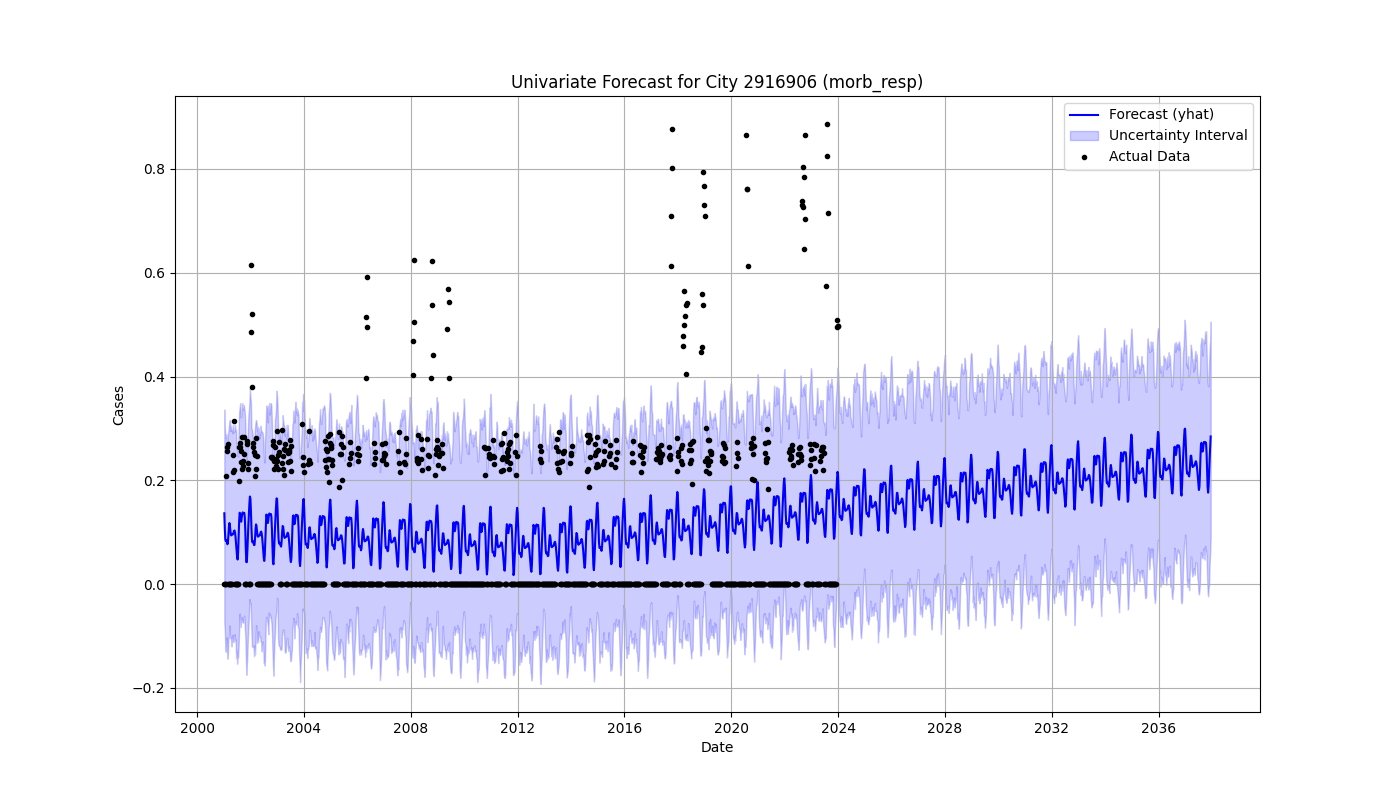 Univariate Forecast for City 2916906 (morb_resp)
Forecast (yhat)
Uncertainty Interval
Actual Data
Cases
0.8
0.6
0.4
0.2
0.0
−0.2
2000 2004 2008 2012 2016 2020 2024 2028 2032 2036
Date